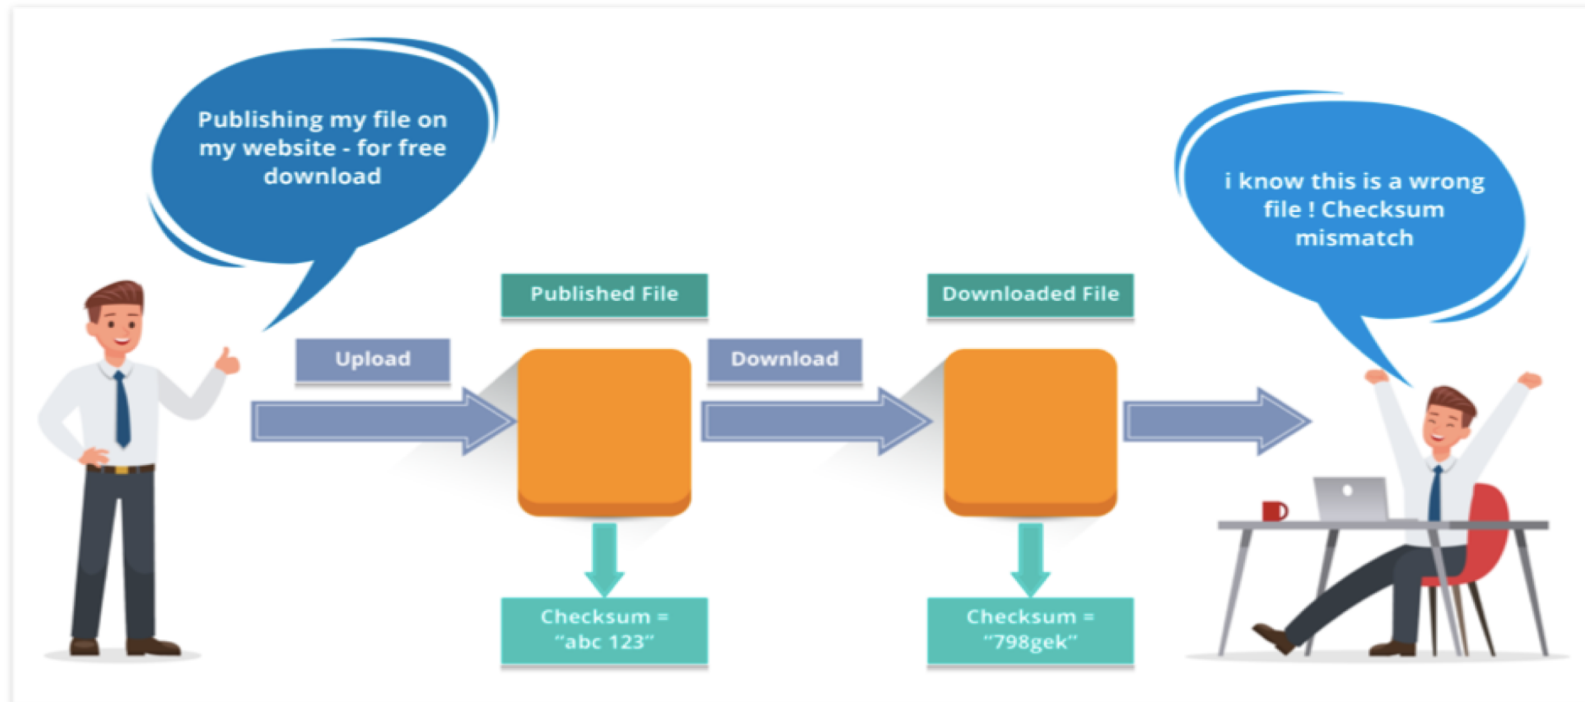 Publishing my file on
my website - for free
download
i know this is a wrong
file ! Checksum
mismatch
Published File
Downloaded File
Upload
Download
Checksum =
“abc 123”
Checksum =
“798gek”